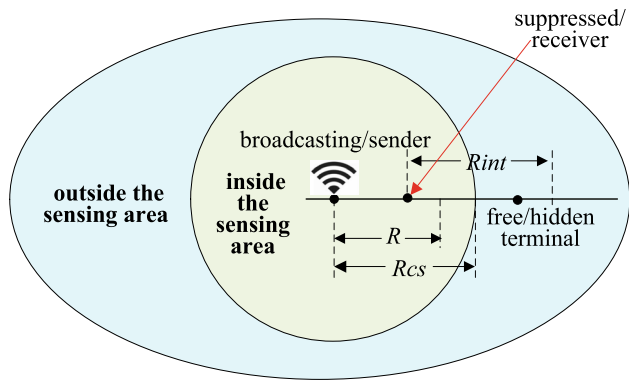 suppressed/
receiver
broadcasting/sender
Rint
outside the
sensing area
inside
the
sensing
area
free/hidden
terminal
R
Rcs